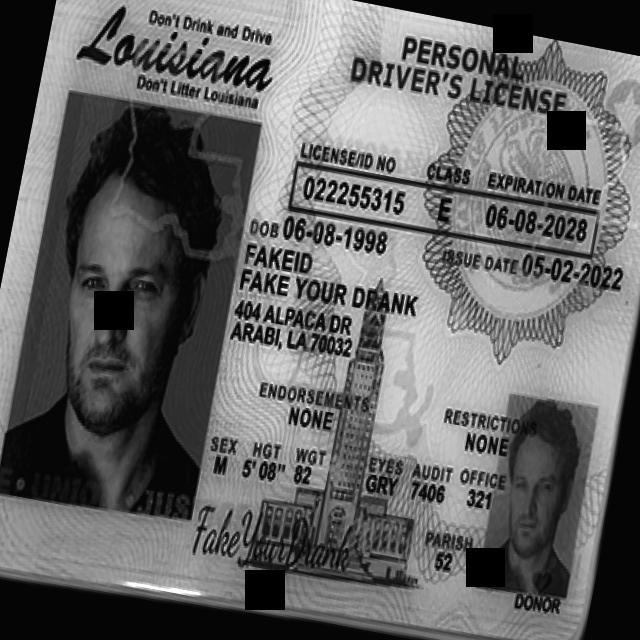 Don't Drink and Drive
Louisiana
Don't Litter Louisiana
PERSONAL
DRIVER'S LICENSE
LICENSE/ID NO CLASS EXPIRATION DATE
022255315 E 06-08-2028
DOB 06-08-1998
ISSUE DATE 05-02-2022
FAKEID
FAKE YOUR DRANK
404 ALPACA DR
ARABI, LA 70032
ENDORSEMENTS
NONE
RESTRICTIONS
NONE
SEX HGT WGT EYES AUDIT OFFICE
M 5'08" 82 GRY 7406 321
PARISH
52
Fake Your Drank
DONOR